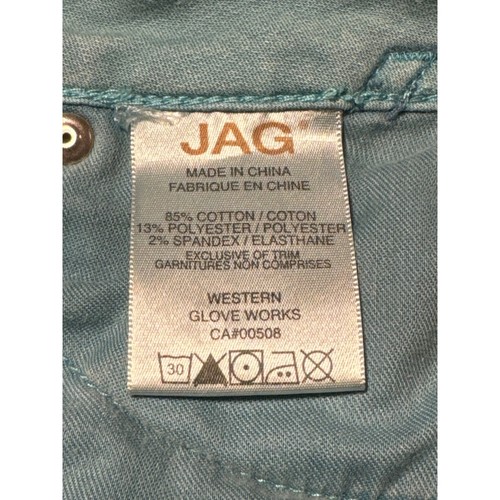 JAG®
MADE IN CHINA
FABRIQUE EN CHINE
85% COTTON / COTON
13% POLYESTER / POLYESTER
2% SPANDEX / ELASTHANE
EXCLUSIVE OF TRIM
GARNITURES NON COMPRISES
WESTERN
GLOVE WORKS
CA#00508
30